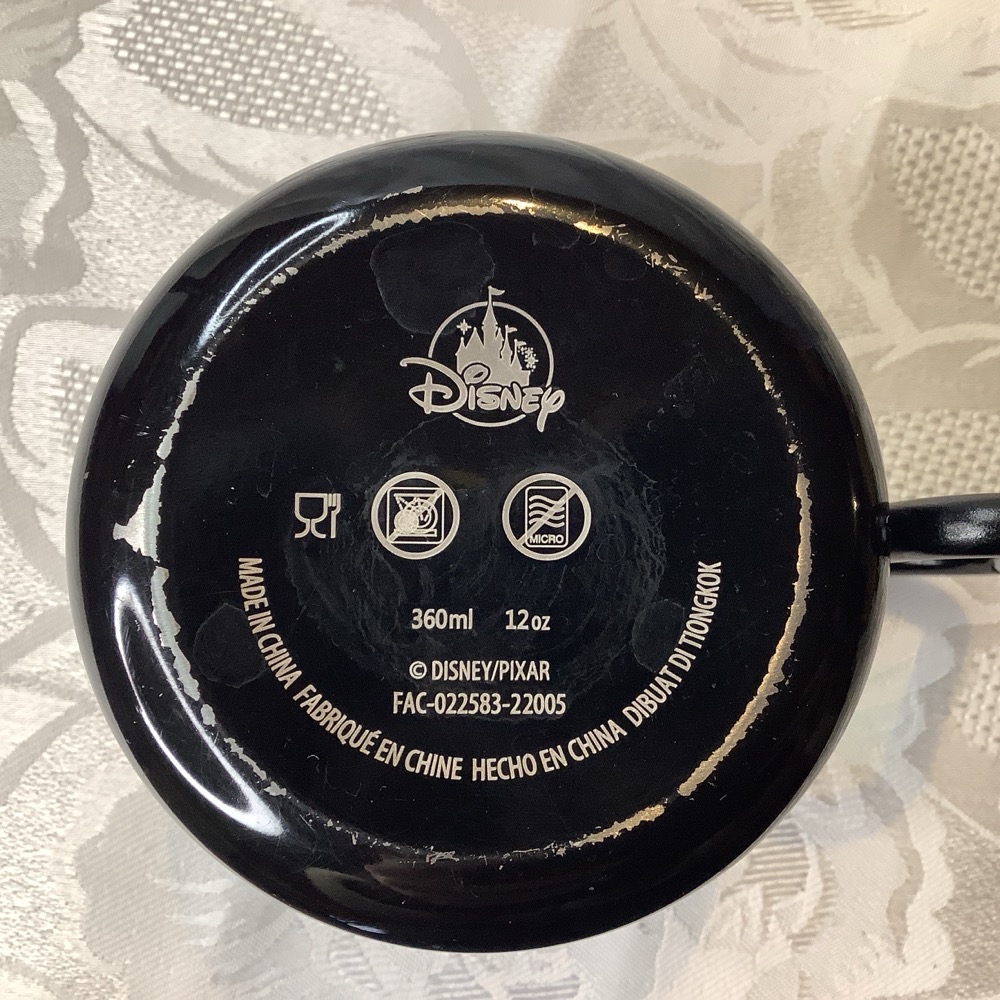 Disney
MICRO
360ml 12oz
© DISNEY/PIXAR
FAC-022583-22005
MADE IN CHINA FABRIQUÉ EN CHINE HECHO EN CHINA DIBUAT DI TIONGKOK